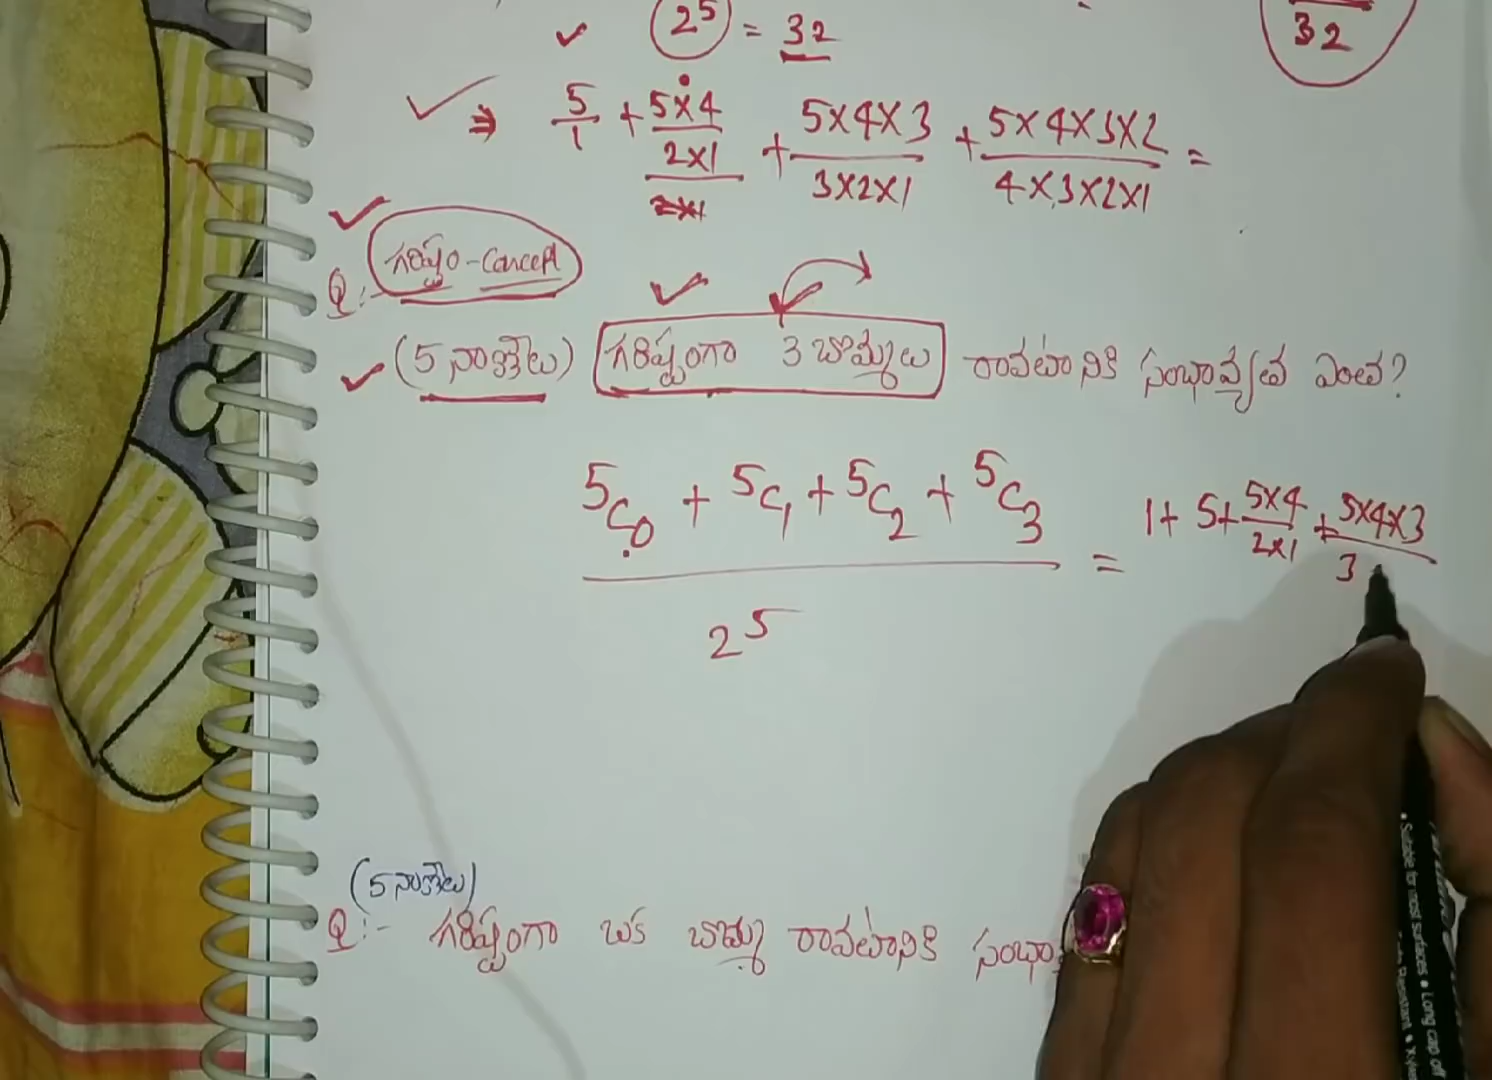 2⁵ = 32
32
⇒ 5/1 + 5×4/2×1 + 5×4×3/3×2×1 + 5×4×3×2/4×3×2×1 =
Q:- గరిష్టం - Concept
(5 నాణేలు) గరిష్టంగా 3 బొమ్మలు రావటానికి సంభావ్యత ఎంత?
⁵C₀ + ⁵C₁ + ⁵C₂ + ⁵C₃ = 1 + 5 + 5×4/2×1 + 5×4×3/3
2⁵
(5 నాణేలు)
Q:- గరిష్టంగా ఒక బొమ్మ రావటానికి